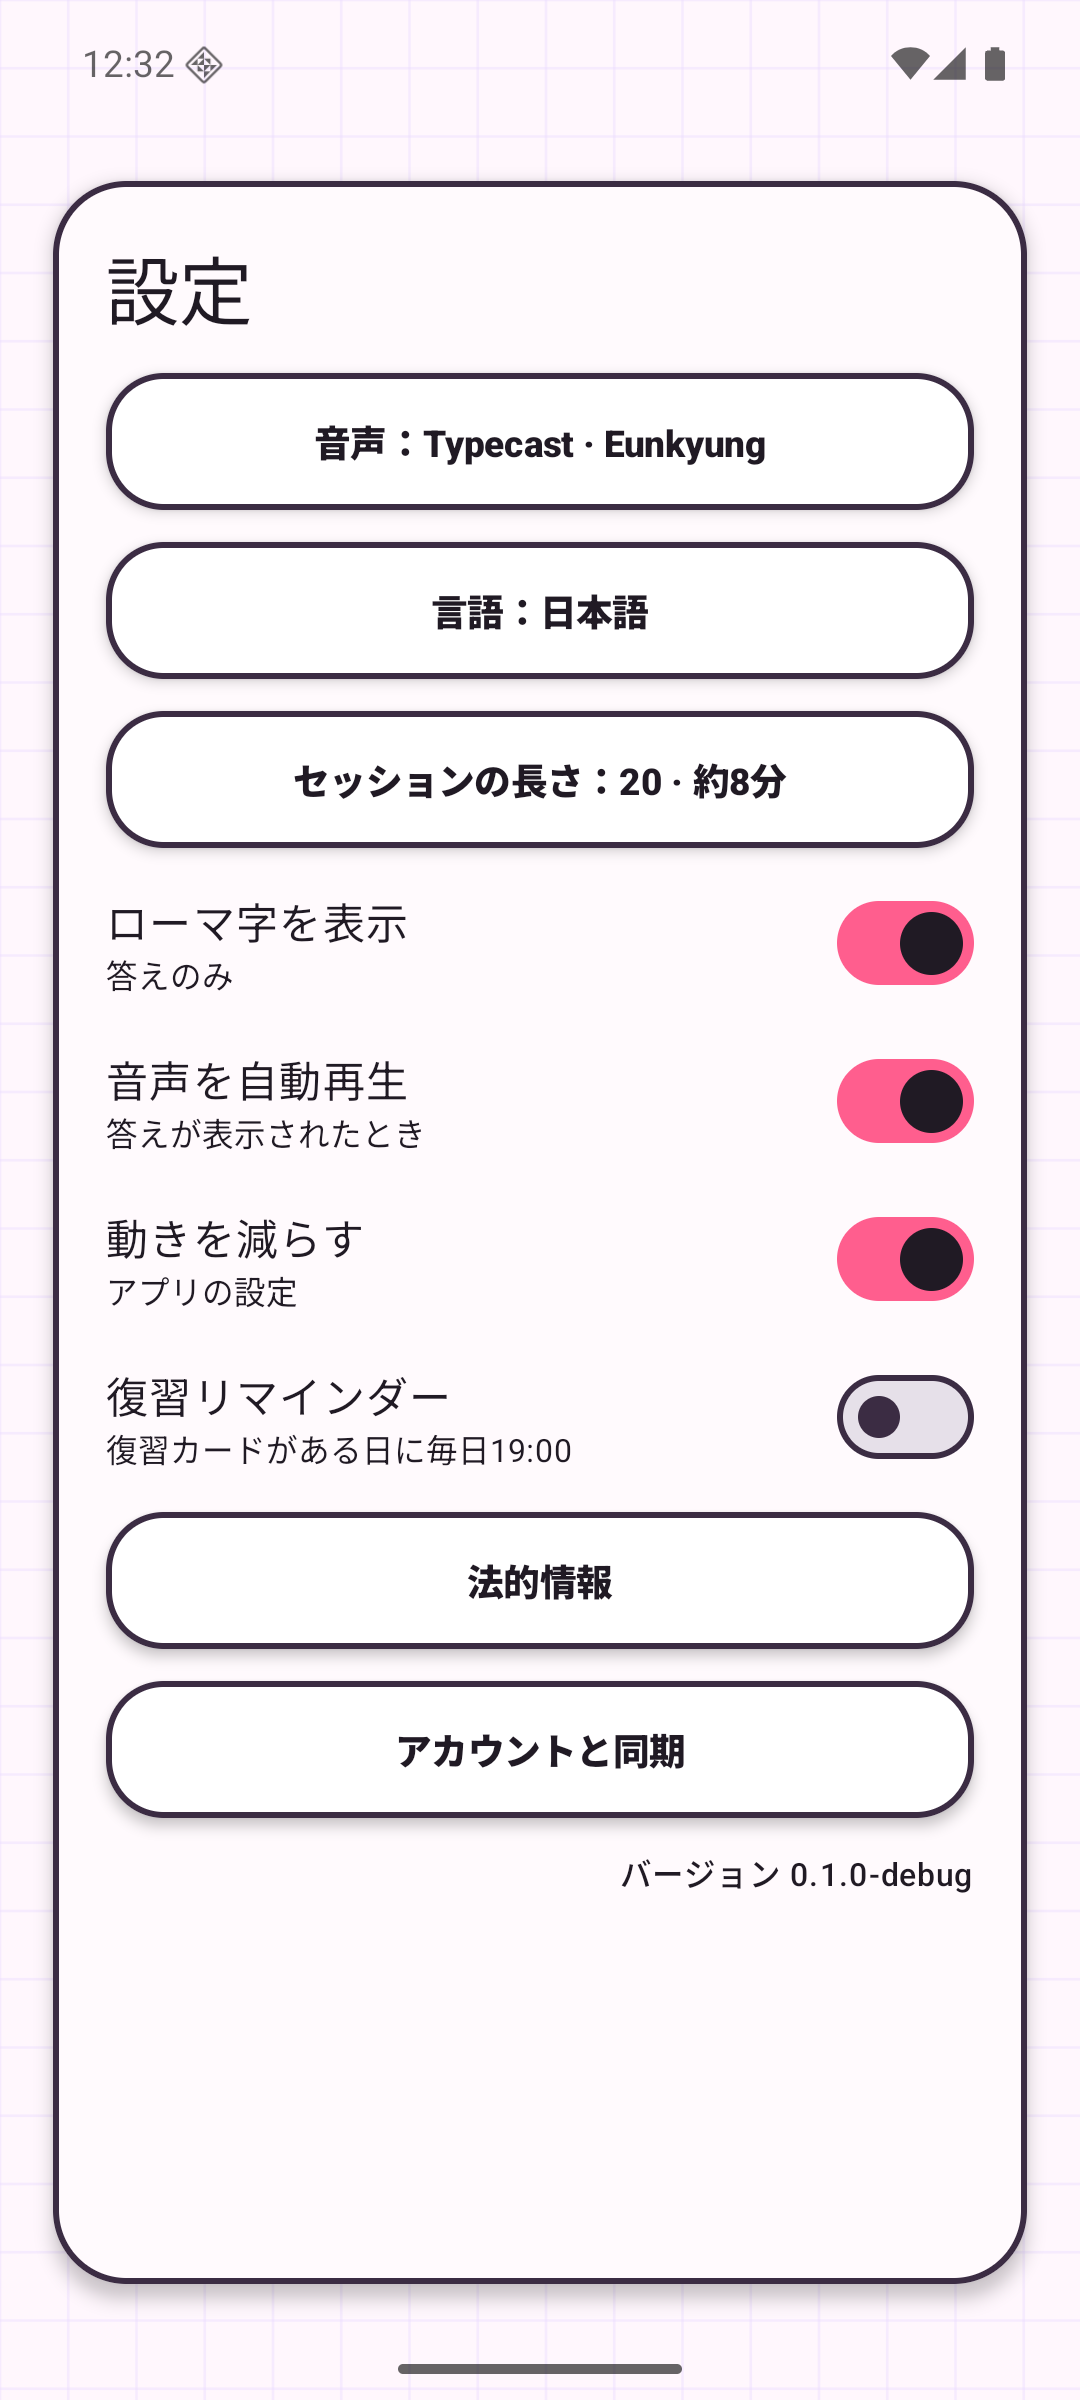 12:32
設定
音声：Typecast · Eunkyung
言語：日本語
セッションの長さ：20 · 約8分
ローマ字を表示
答えのみ
音声を自動再生
答えが表示されたとき
動きを減らす
アプリの設定
復習リマインダー
復習カードがある日に毎日19:00
法的情報
アカウントと同期
バージョン 0.1.0-debug